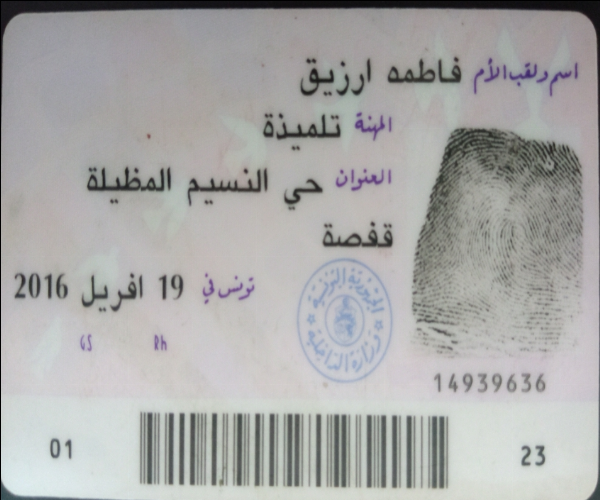 اسم ولقب الأم فاطمه ارزيق
المهنة تلميذة
العنوان حي النسيم المظيلة
قفصة
تونس في 19 افريل 2016
GS Rh
الجمهورية التونسية
وزارة الداخلية
14939636
01 23